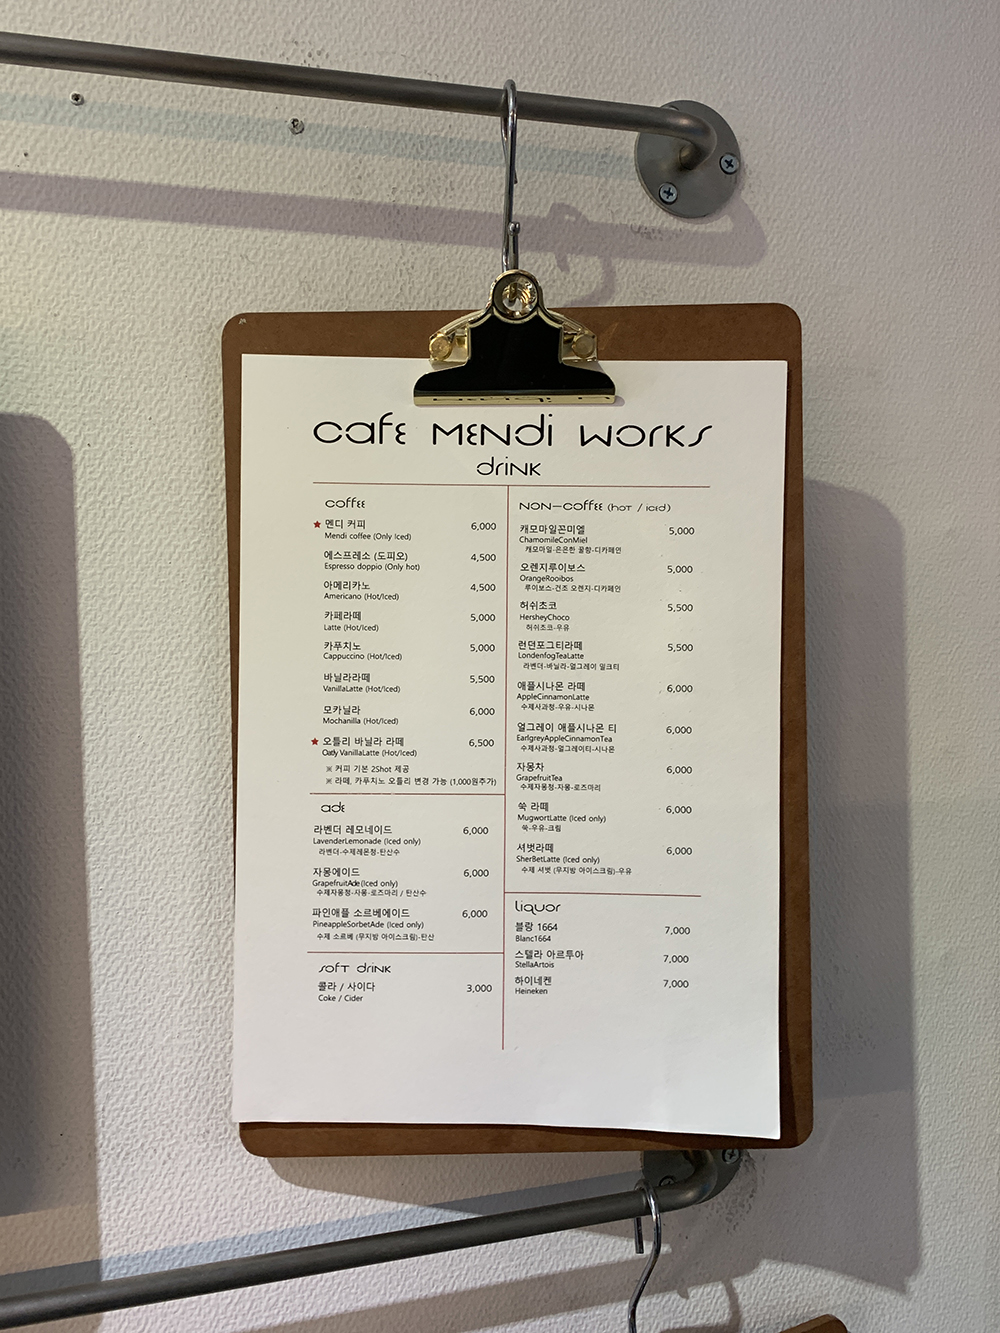 cafe MENdi works
driNK
coffee
★ 멘디 커피 6,000
Mendi coffee (Only Iced)
에스프레소 (도피오) 4,500
Espresso doppio (Only hot)
아메리카노 4,500
Americano (Hot/Iced)
카페라떼 5,000
Latte (Hot/Iced)
카푸치노 5,000
Cappuccino (Hot/Iced)
바닐라라떼 5,500
VanillaLatte (Hot/Iced)
모카닐라 6,000
Mochanilla (Hot/Iced)
★ 오틀리 바닐라 라떼 6,500
Oatly VanillaLatte (Hot/Iced)
※ 커피 기본 2Shot 제공
※ 라떼, 카푸치노 오틀리 변경 가능 (1,000원추가)
ade
라벤더 레모네이드 6,000
LavenderLemonade (Iced only)
라벤더-수제레몬청-탄산수
자몽에이드 6,000
GrapefruitAde(Iced only)
수제자몽청-자몽-로즈마리 / 탄산수
파인애플 소르베에이드 6,000
PineappleSorbetAde (Iced only)
수제 소르베 (무지방 아이스크림)-탄산
soft driNK
콜라 / 사이다 3,000
Coke / Cider
NON-coffee (hot / iced)
캐모마일꼰미엘 5,000
ChamomileConMiel
캐모마일-은은한 꿀향-디카페인
오렌지루이보스 5,000
OrangeRooibos
루이보스-건조 오렌지-디카페인
허쉬초코 5,500
HersheyChoco
허쉬초코-우유
런던포그티라떼 5,500
LondenfogTeaLatte
라벤더-바닐라-얼그레이 밀크티
애플시나몬 라떼 6,000
AppleCinnamonLatte
수제사과청-우유-시나몬
얼그레이 애플시나몬 티 6,000
EarlgreyAppleCinnamonTea
수제사과청-얼그레이티-시나몬
자몽차 6,000
GrapefruitTea
수제자몽청-자몽-로즈마리
쑥 라떼 6,000
MugwortLatte (Iced only)
쑥-우유-크림
셔벗라떼 6,000
SherBetLatte (Iced only)
수제 셔벗 (무지방 아이스크림)-우유
liquor
블랑 1664 7,000
Blanc1664
스텔라 아르투아 7,000
StellaArtois
하이네켄 7,000
Heineken